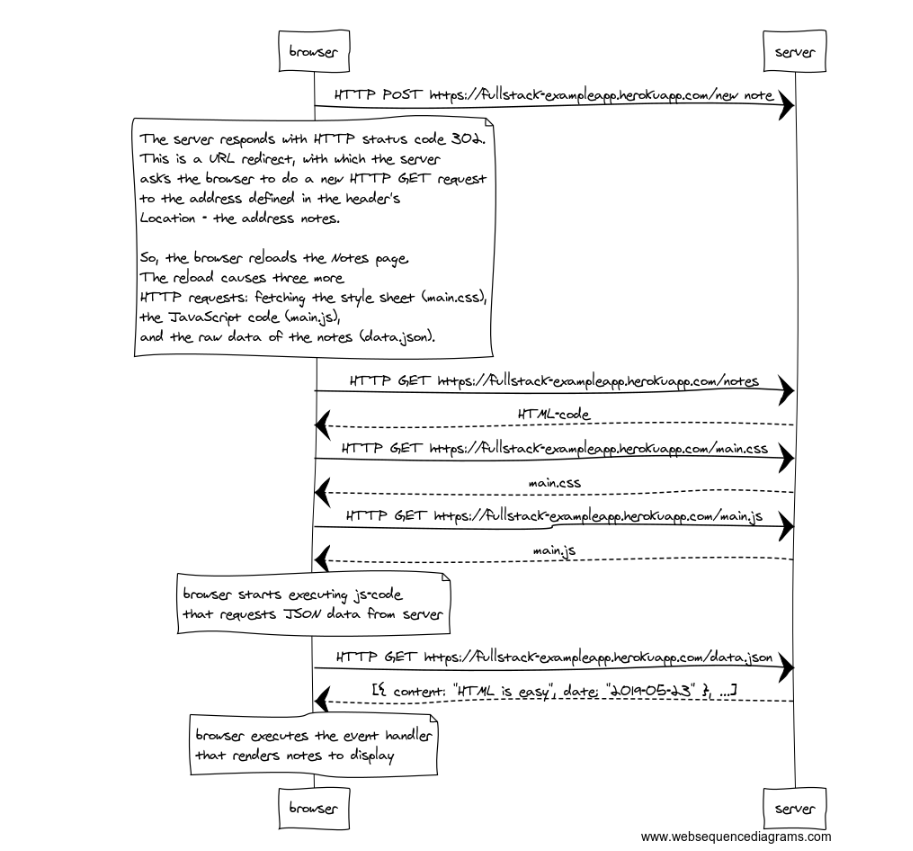 browser
server
HTTP POST https://fullstack-exampleapp.herokuapp.com/new note
The server responds with HTTP status code 302.
This is a URL redirect, with which the server
asks the browser to do a new HTTP GET request
to the address defined in the header's
Location - the address notes.
So, the browser reloads the Notes page.
The reload causes three more
HTTP requests: fetching the style sheet (main.css),
the JavaScript code (main.js),
and the raw data of the notes (data.json).
HTTP GET https://fullstack-exampleapp.herokuapp.com/notes
HTML-code
HTTP GET https://fullstack-exampleapp.herokuapp.com/main.css
main.css
HTTP GET https://fullstack-exampleapp.herokuapp.com/main.js
main.js
browser starts executing js-code
that requests JSON data from server
HTTP GET https://fullstack-exampleapp.herokuapp.com/data.json
[{ content: "HTML is easy", date: "2019-05-23" }, ...]
browser executes the event handler
that renders notes to display
browser
server
www.websequencediagrams.com